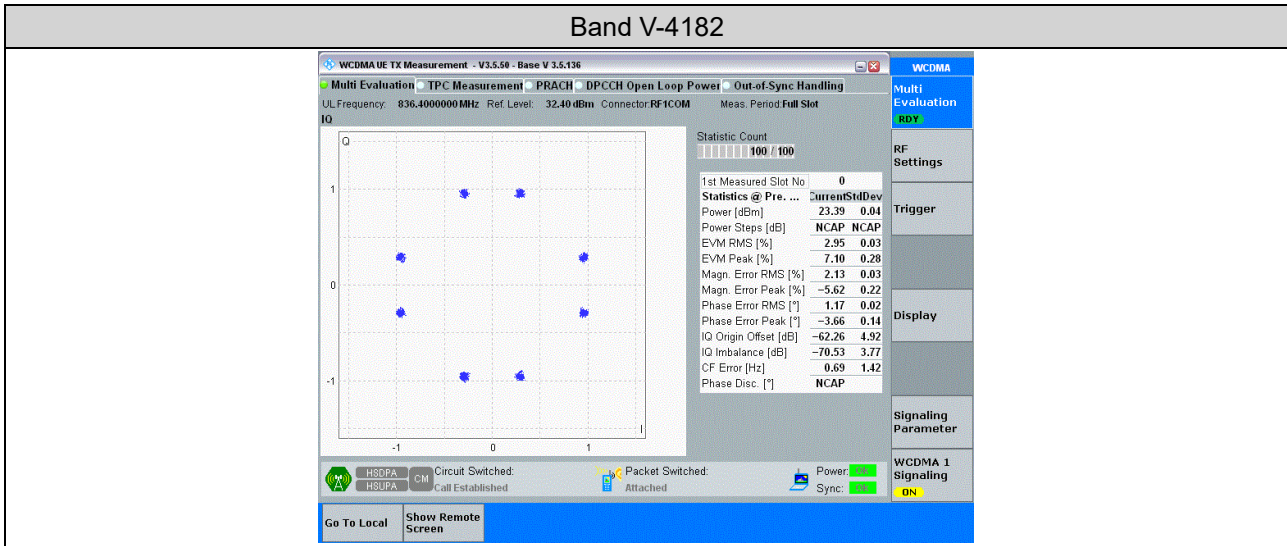 Band V-4182
WCDMA UE TX Measurement - V3.5.50 - Base V 3.5.136
WCDMA
Multi Evaluation TPC Measurement PRACH DPCCH Open Loop Power Out-of-Sync Handling
Multi
Evaluation
RDY
UL Frequency: 836.4000000 MHz Ref. Level: 32.40 dBm Connector:RF1COM Meas. Period:Full Slot
IQ
Q
1
0
-1
-1 0 1
I
Statistic Count
100 / 100
1st Measured Slot No 0
Statistics @ Pre. ... Current StdDev
Power [dBm] 23.39 0.04
Power Steps [dB] NCAP NCAP
EVM RMS [%] 2.95 0.03
EVM Peak [%] 7.10 0.28
Magn. Error RMS [%] 2.13 0.03
Magn. Error Peak [%] −5.62 0.22
Phase Error RMS [°] 1.17 0.02
Phase Error Peak [°] −3.66 0.14
IQ Origin Offset [dB] −62.26 4.92
IQ Imbalance [dB] −70.53 3.77
CF Error [Hz] 0.69 1.42
Phase Disc. [°] NCAP
RF
Settings
Trigger
Display
Signaling
Parameter
WCDMA 1
Signaling
ON
HSDPA
HSUPA
CM
Circuit Switched:
Call Established
Packet Switched:
Attached
Power: OK
Sync: OK
Go To Local
Show Remote
Screen